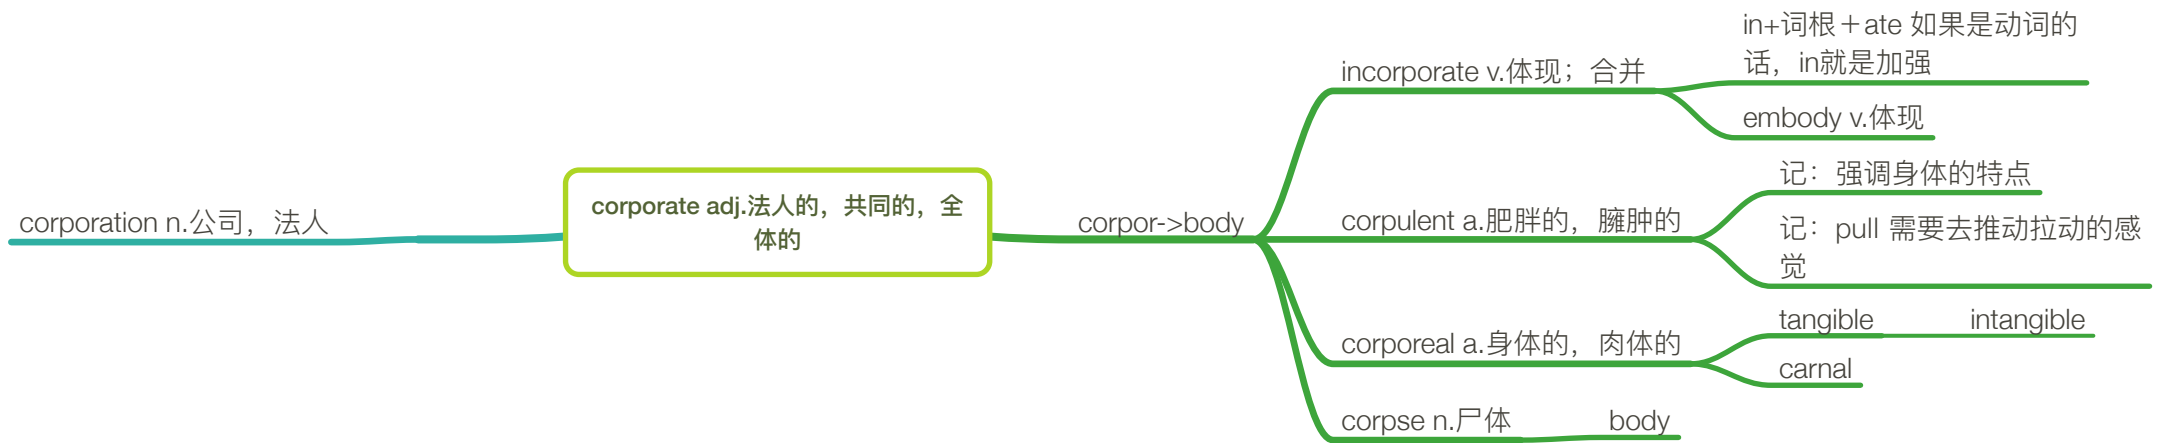 corporation n.公司，法人
corporate adj.法人的，共同的，全
体的
corpor->body
incorporate v.体现；合并
in+词根＋ate 如果是动词的
话，in就是加强
embody v.体现
corpulent a.肥胖的，臃肿的
记：强调身体的特点
记：pull 需要去推动拉动的感
觉
corporeal a.身体的，肉体的
tangible
intangible
carnal
corpse n.尸体
body